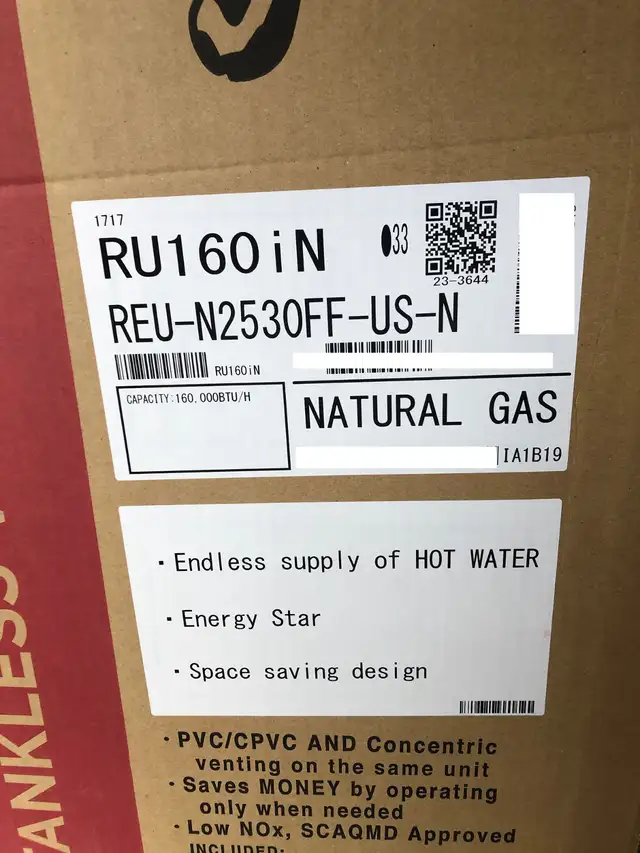 1717
RU160iN
33
23-3644
REU-N2530FF-US-N
RU160iN
CAPACITY:160,000BTU/H
NATURAL GAS
IA1B19
・Endless supply of HOT WATER
・Energy Star
・Space saving design
・PVC/CPVC AND Concentric
venting on the same unit
・Saves MONEY by operating
only when needed
・Low NOx, SCAQMD Approved
INCLUDED:
TANKLESS